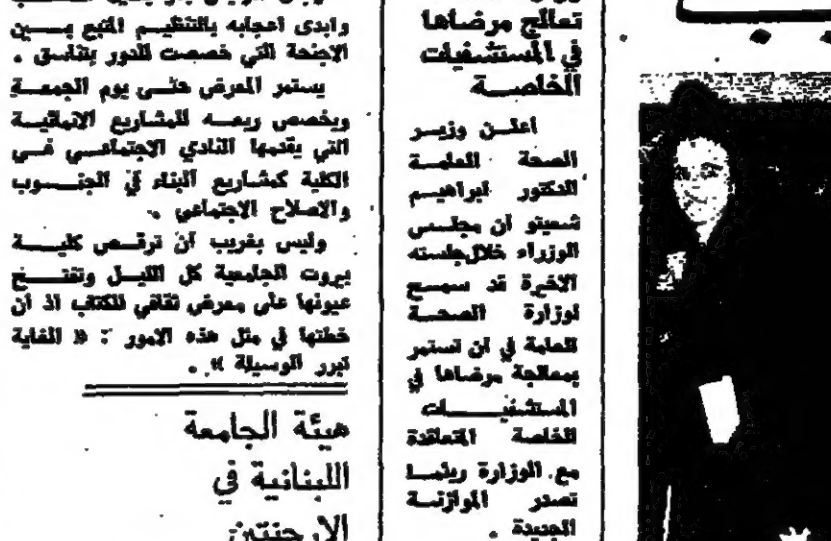 وابدى اعجابه بالتنظيم المتبع بين
الاجنحة التي خصصت للدور بتناسق .
يستمر المعرض حتى يوم الجمعة
ويخصص ريعه للمشاريع الانمائية
التي يقدمها النادي الاجتماعي في
الكلية كمشاريع البناء في الجنوب
والاصلاح الاجتماعي .
وليس بغريب ان ترقص كلية
بيروت الجامعية كل الليل وتفتح
عيونها على معرض ثقافي للكتاب اذ ان
خطتها في مثل هذه الامور : « الغاية
تبرر الوسيلة » .
هيئة الجامعة
اللبنانية في
الارجنتين
تعالج مرضاها
في المستشفيات
الخاصة
اعلن وزير
الصحة العامة
الدكتور ابراهيم
شعيتو ان مجلس
الوزراء خلال جلسته
الاخيرة قد سمح
لوزارة الصحة
العامة في ان تستمر
بمعالجة مرضاها في
المستشفيات
الخاصة المتعاقدة
مع الوزارة ريثما
تصدر الموازنة
الجديدة .